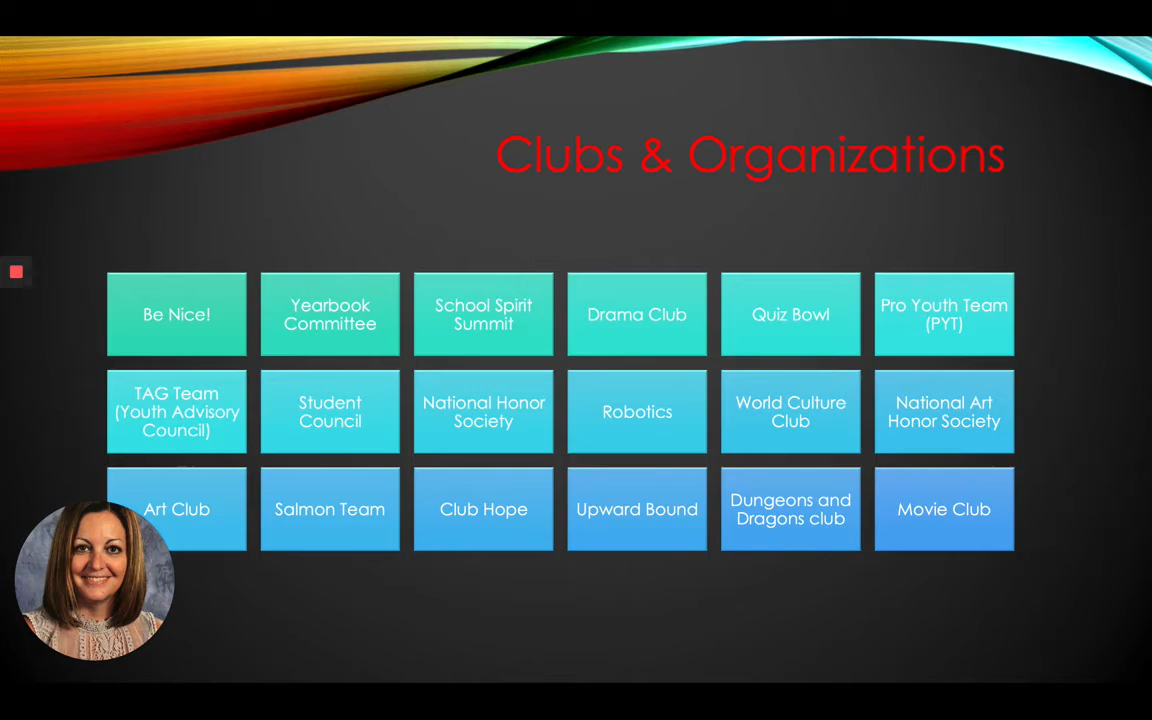 Clubs & Organizations
Be Nice!
Yearbook
Committee
School Spirit
Summit
Drama Club
Quiz Bowl
Pro Youth Team
(PYT)
TAG Team
(Youth Advisory
Council)
Student
Council
National Honor
Society
Robotics
World Culture
Club
National Art
Honor Society
Art Club
Salmon Team
Club Hope
Upward Bound
Dungeons and
Dragons club
Movie Club